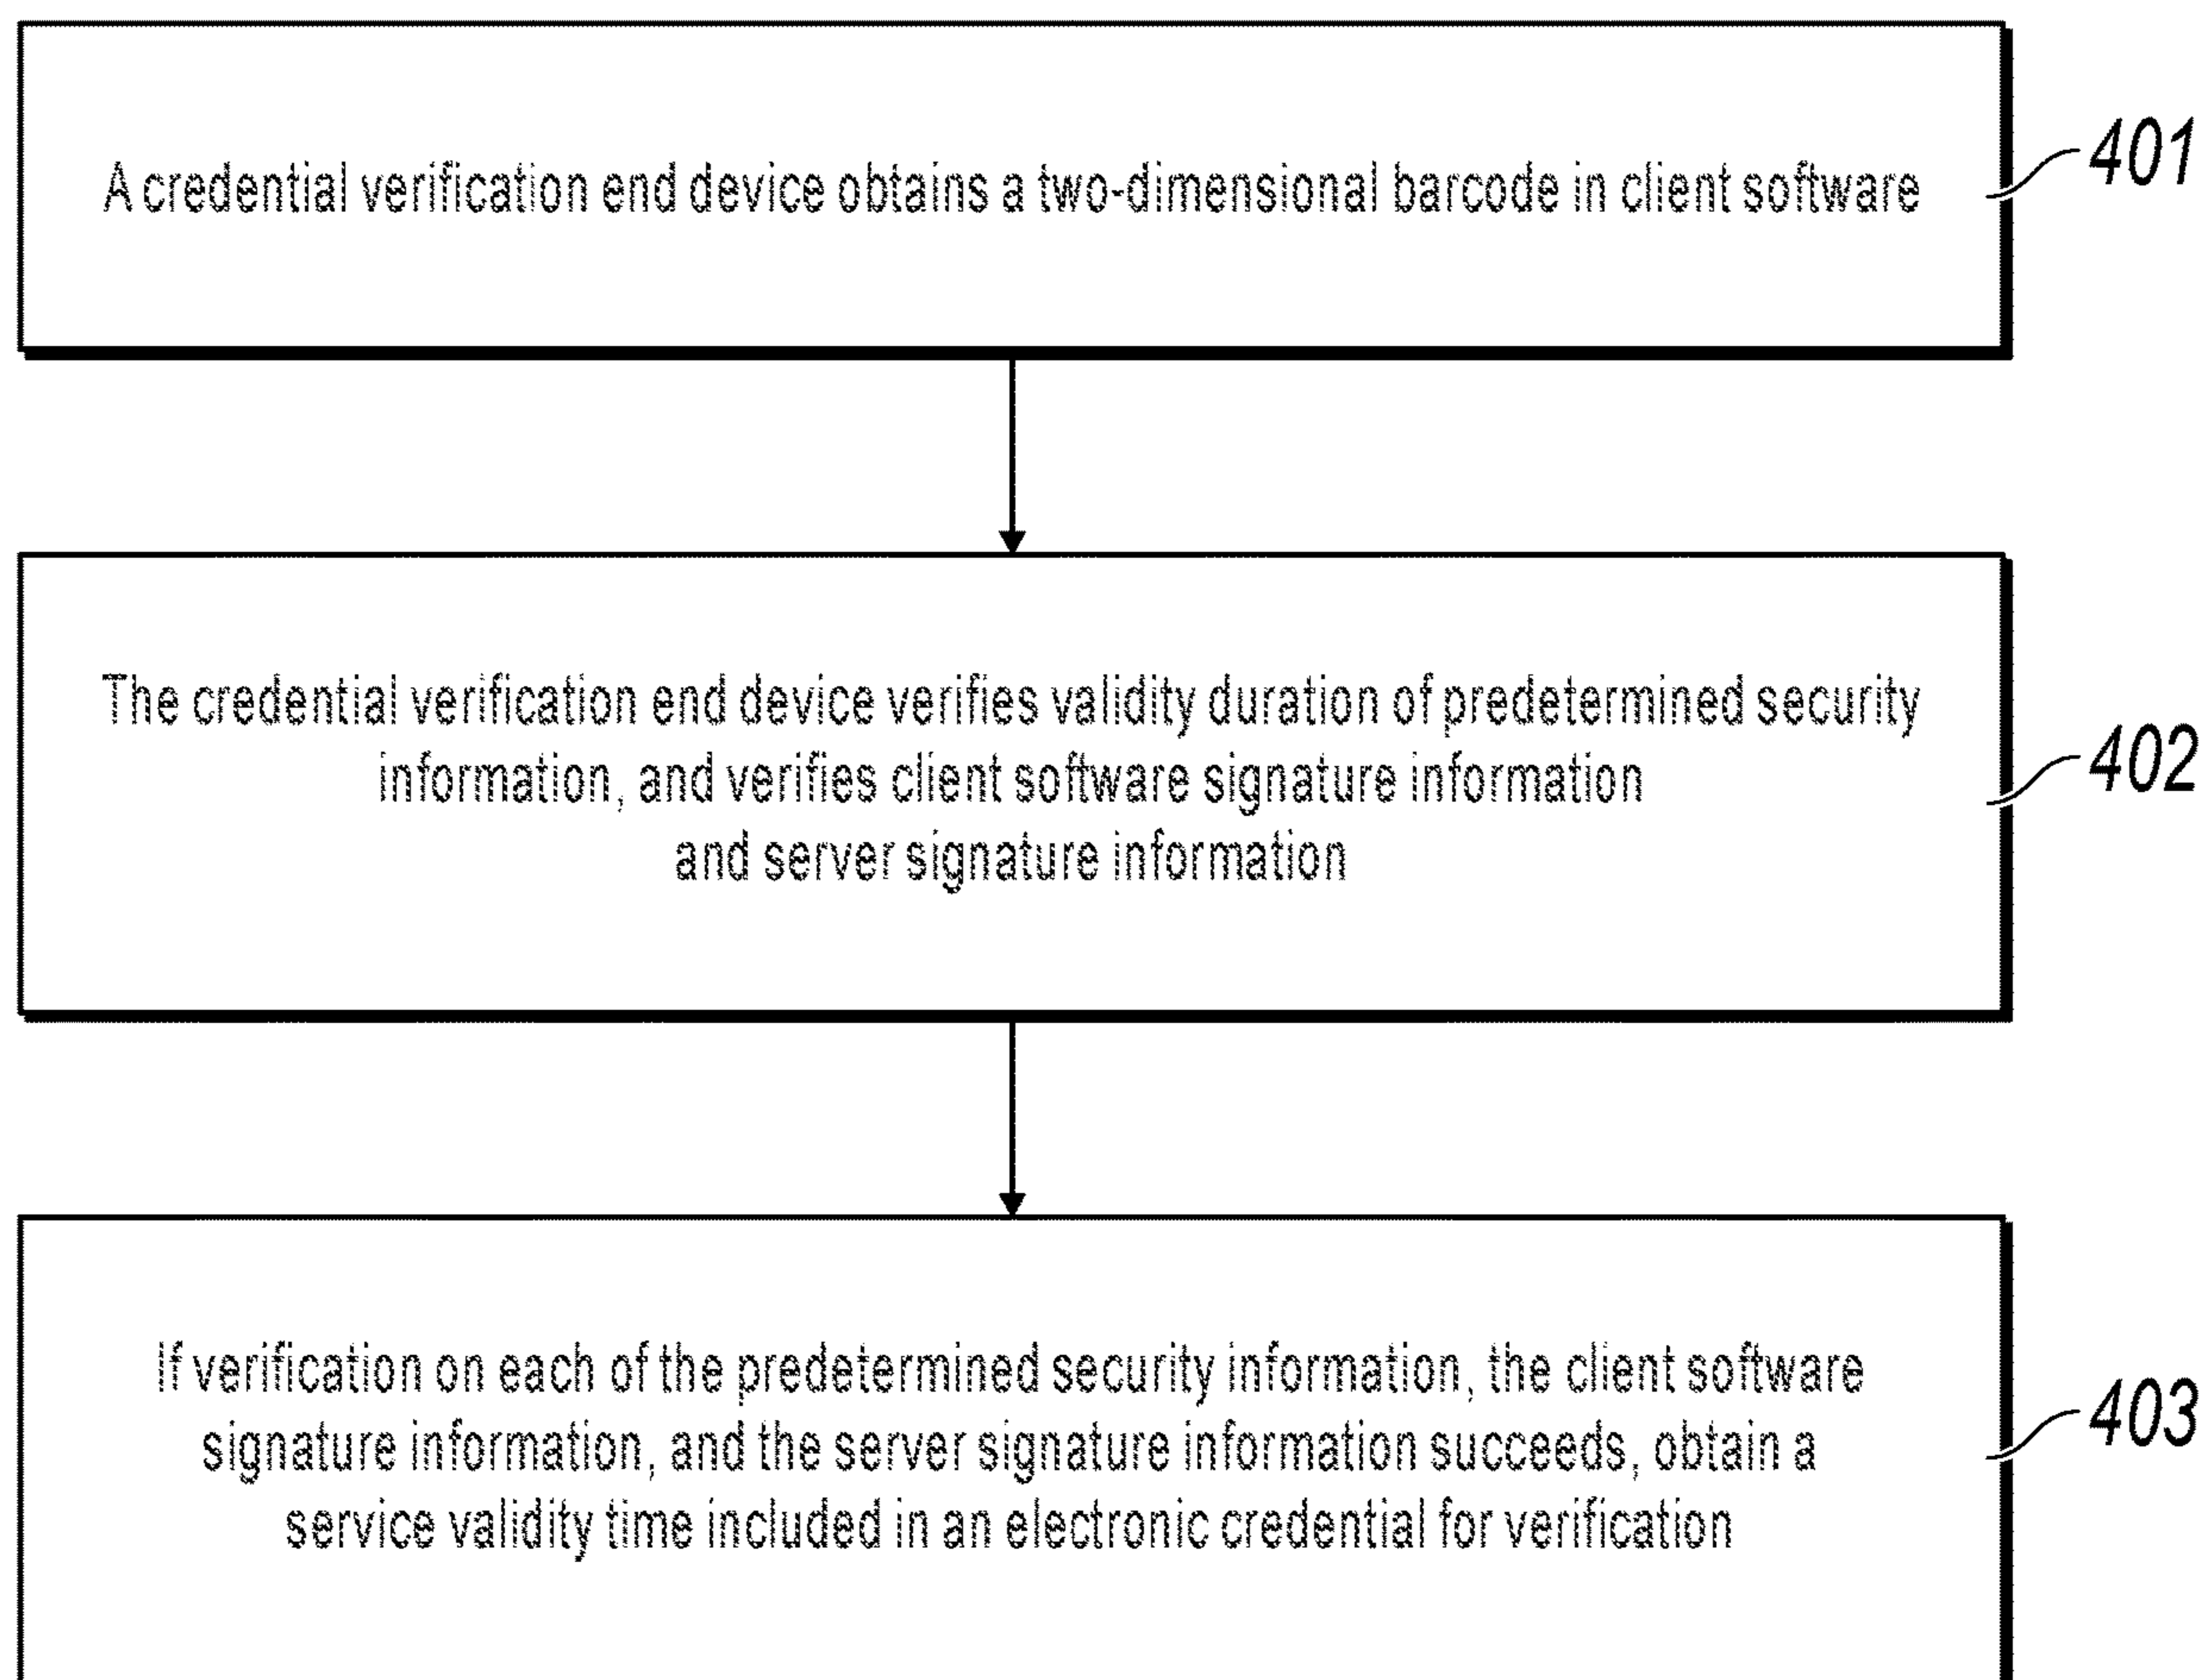 A credential verification end device obtains a two-dimensional barcode in client software
401
The credential verification end device verifies validity duration of predetermined security
information, and verifies client software signature information
and server signature information
402
If verification on each of the predetermined security information, the client software
signature information, and the server signature information succeeds, obtain a
service validity time included in an electronic credential for verification
403